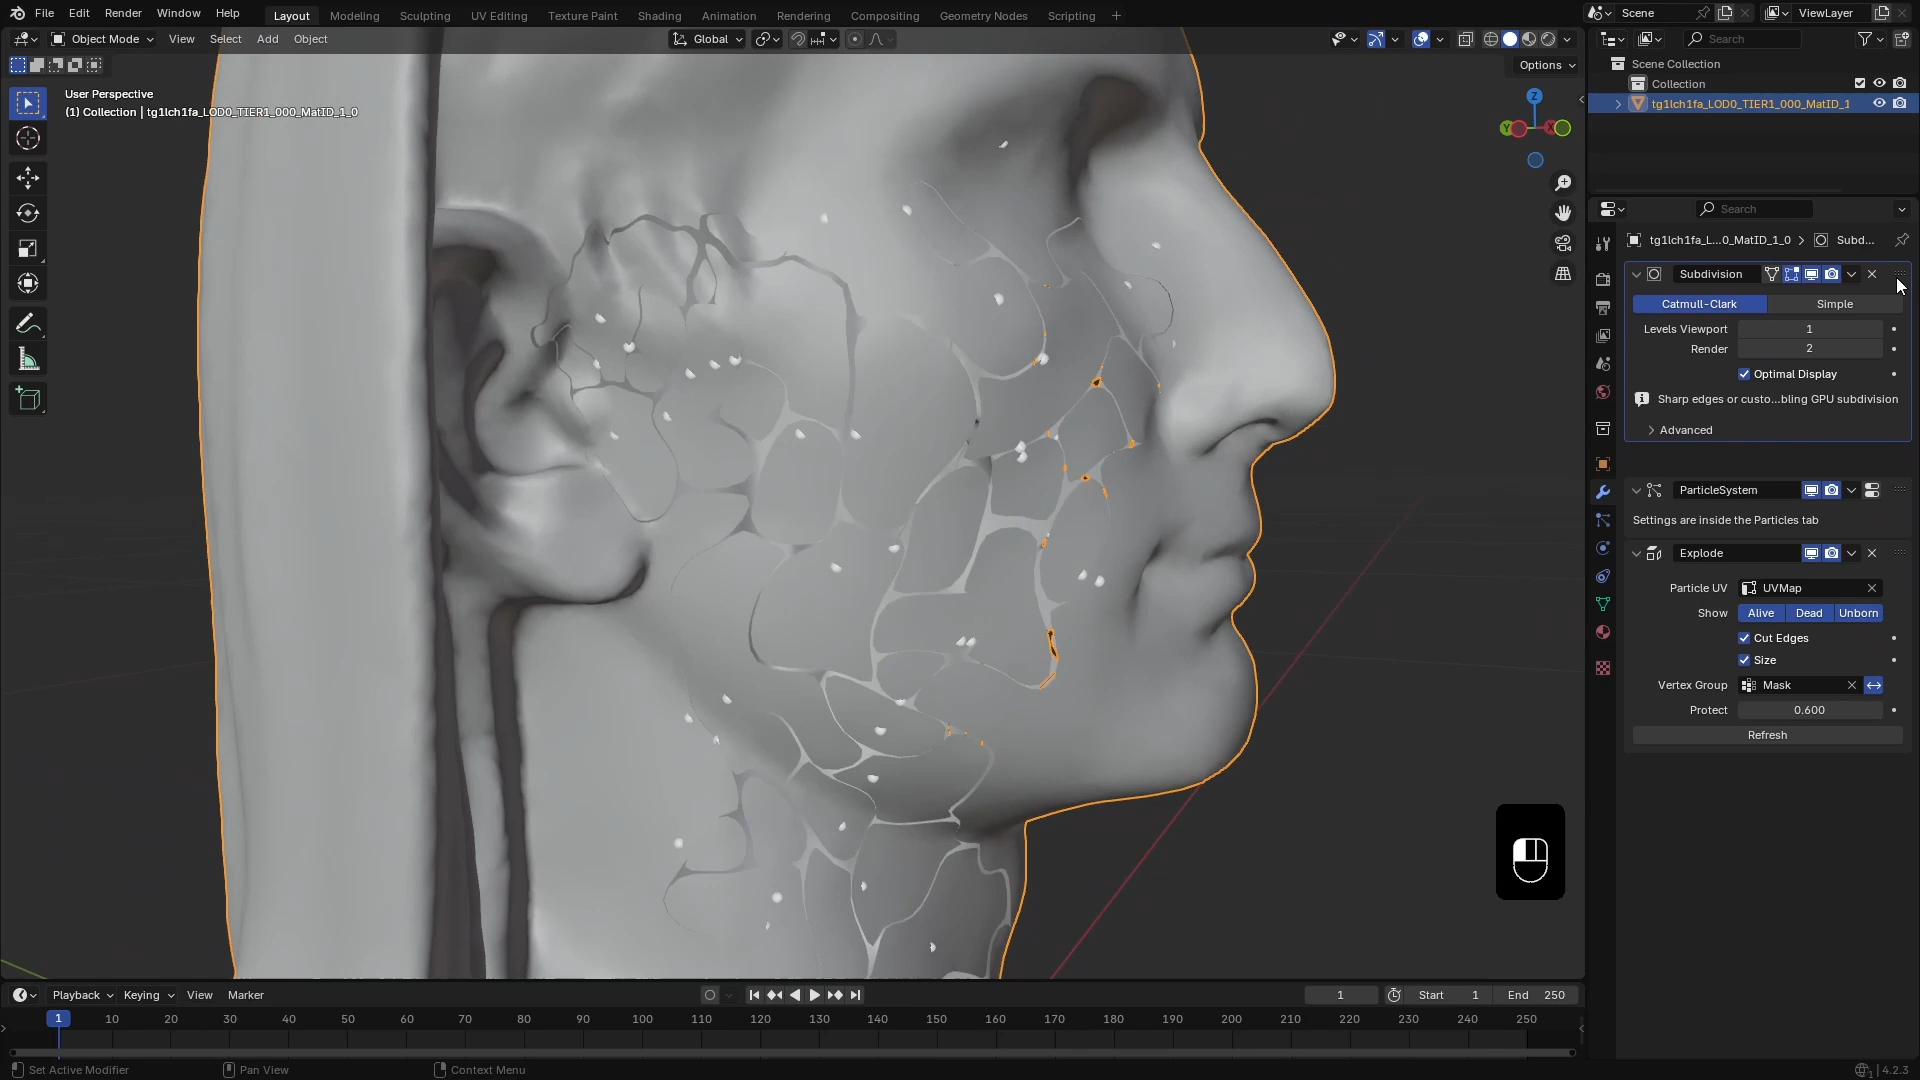 File Edit Render Window Help Layout Modeling Sculpting UV Editing Texture Paint Shading Animation Rendering Compositing Geometry Nodes Scripting + Scene ViewLayer
Object Mode View Select Add Object Global Search
Options
User Perspective
(1) Collection | tg1lch1fa_LOD0_TIER1_000_MatID_1_0
Z
Y X
Scene Collection
Collection
tg1lch1fa_LOD0_TIER1_000_MatID_1
Search
tg1lch1fa_L...0_MatID_1_0 Subd...
Subdivision
Catmull-Clark Simple
Levels Viewport 1
Render 2
Optimal Display
Sharp edges or custo...bling GPU subdivision
Advanced
ParticleSystem
Settings are inside the Particles tab
Explode
Particle UV UVMap
Show Alive Dead Unborn
Cut Edges
Size
Vertex Group Mask
Protect 0.600
Refresh
Playback Keying View Marker 1 Start 1 End 250
1 10 20 30 40 50 60 70 80 90 100 110 120 130 140 150 160 170 180 190 200 210 220 230 240 250
Set Active Modifier Pan View Context Menu 4.2.3